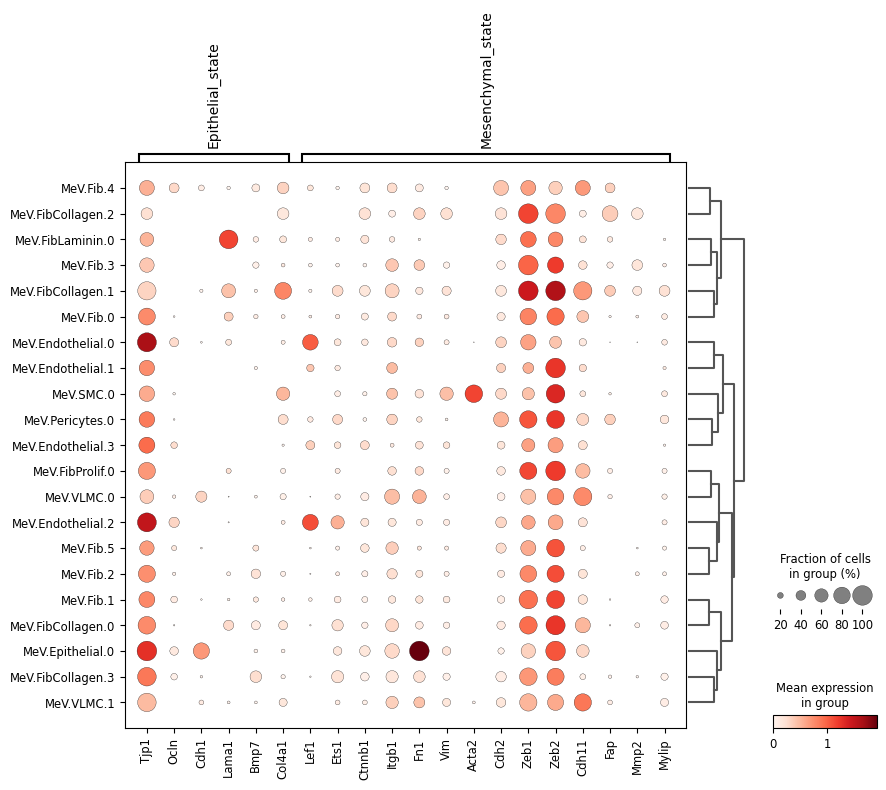 Epithelial_state
Mesenchymal_state
MeV.Fib.4
MeV.FibCollagen.2
MeV.FibLaminin.0
MeV.Fib.3
MeV.FibCollagen.1
MeV.Fib.0
MeV.Endothelial.0
MeV.Endothelial.1
MeV.SMC.0
MeV.Pericytes.0
MeV.Endothelial.3
MeV.FibProlif.0
MeV.VLMC.0
MeV.Endothelial.2
MeV.Fib.5
MeV.Fib.2
MeV.Fib.1
MeV.FibCollagen.0
MeV.Epithelial.0
MeV.FibCollagen.3
MeV.VLMC.1
Tjp1
Ocln
Cdh1
Lama1
Bmp7
Col4a1
Lef1
Ets1
Ctnnb1
Itgb1
Fn1
Vim
Acta2
Cdh2
Zeb1
Zeb2
Cdh11
Fap
Mmp2
Mylip
Fraction of cells
in group (%)
20 40 60 80 100
Mean expression
in group
0 1